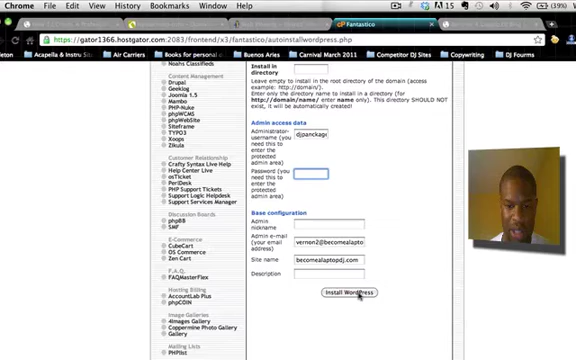 Chrome File Edit View History Bookmarks Window Help
15
(39%)
Fantastico
https://gator1366.hostgator.com:2083/frontend/x3/fantastico/autoinstallwordpress.php
Acapella & Instrumental
Air Carriers
Books for personal
Buenos Aries
Carnival March 2011
Competitor DJ Sites
DJ Fourms
Noahs Classifieds
Content Management
Drupal
Geeklog
Joomla 1.5
Mambo
PHP-Nuke
phpWCMS
phpWebSite
Siteframe
TYPO3
Xoops
Zikula
Customer Relationship
Crafty Syntax Live Help
Help Center Live
osTicket
PerlDesk
PHP Support Tickets
Support Logic Helpdesk
Support Services Manager
Discussion Boards
phpBB
SMF
E-Commerce
CubeCart
OS Commerce
Zen Cart
F.A.Q.
FAQMasterFlex
Hosting Billing
AccountLab Plus
phpCOIN
Image Galleries
4images Gallery
Coppermine Photo Gallery
Gallery
Mailing Lists
PHPlist
Install in
directory
Leave empty to install in the root directory of the domain (access
example: http://domain/).
Enter only the directory name to install in a directory (for
http://domain/name/ enter name only). This directory SHOULD NOT
exist, it will be automatically created!
Admin access data
Administrator-
username (you
need this to
enter the
protected
admin area)
djpanckage
Password (you
need this to
enter the
protected
admin area)
Base configuration
Admin
nickname
Admin e-mail
(your email
address)
vernon2@becomealapto
Site name
becomealaptopdj.com
Description
Install WordPress